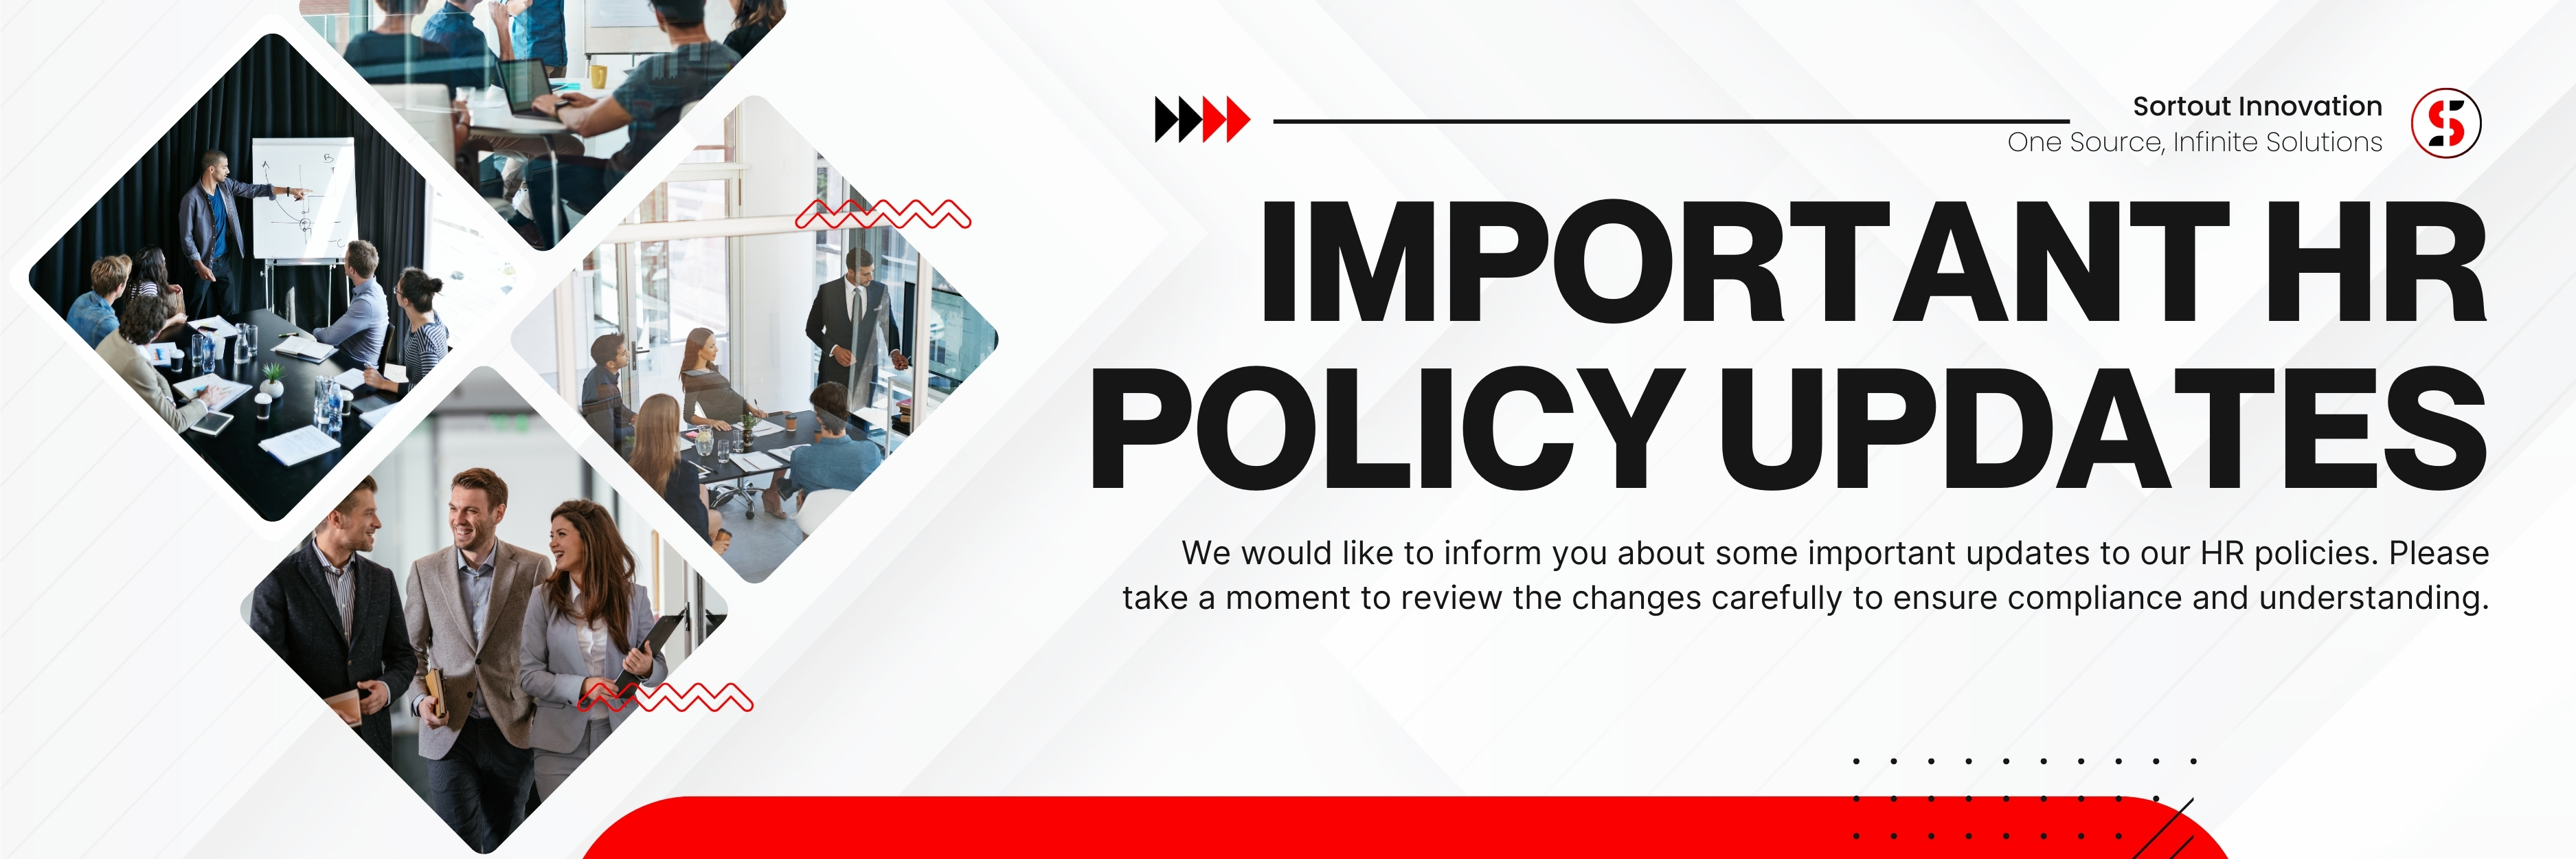 Sortout Innovation
One Source, Infinite Solutions
IMPORTANT HR
POLICY UPDATES
We would like to inform you about some important updates to our HR policies. Please
take a moment to review the changes carefully to ensure compliance and understanding.